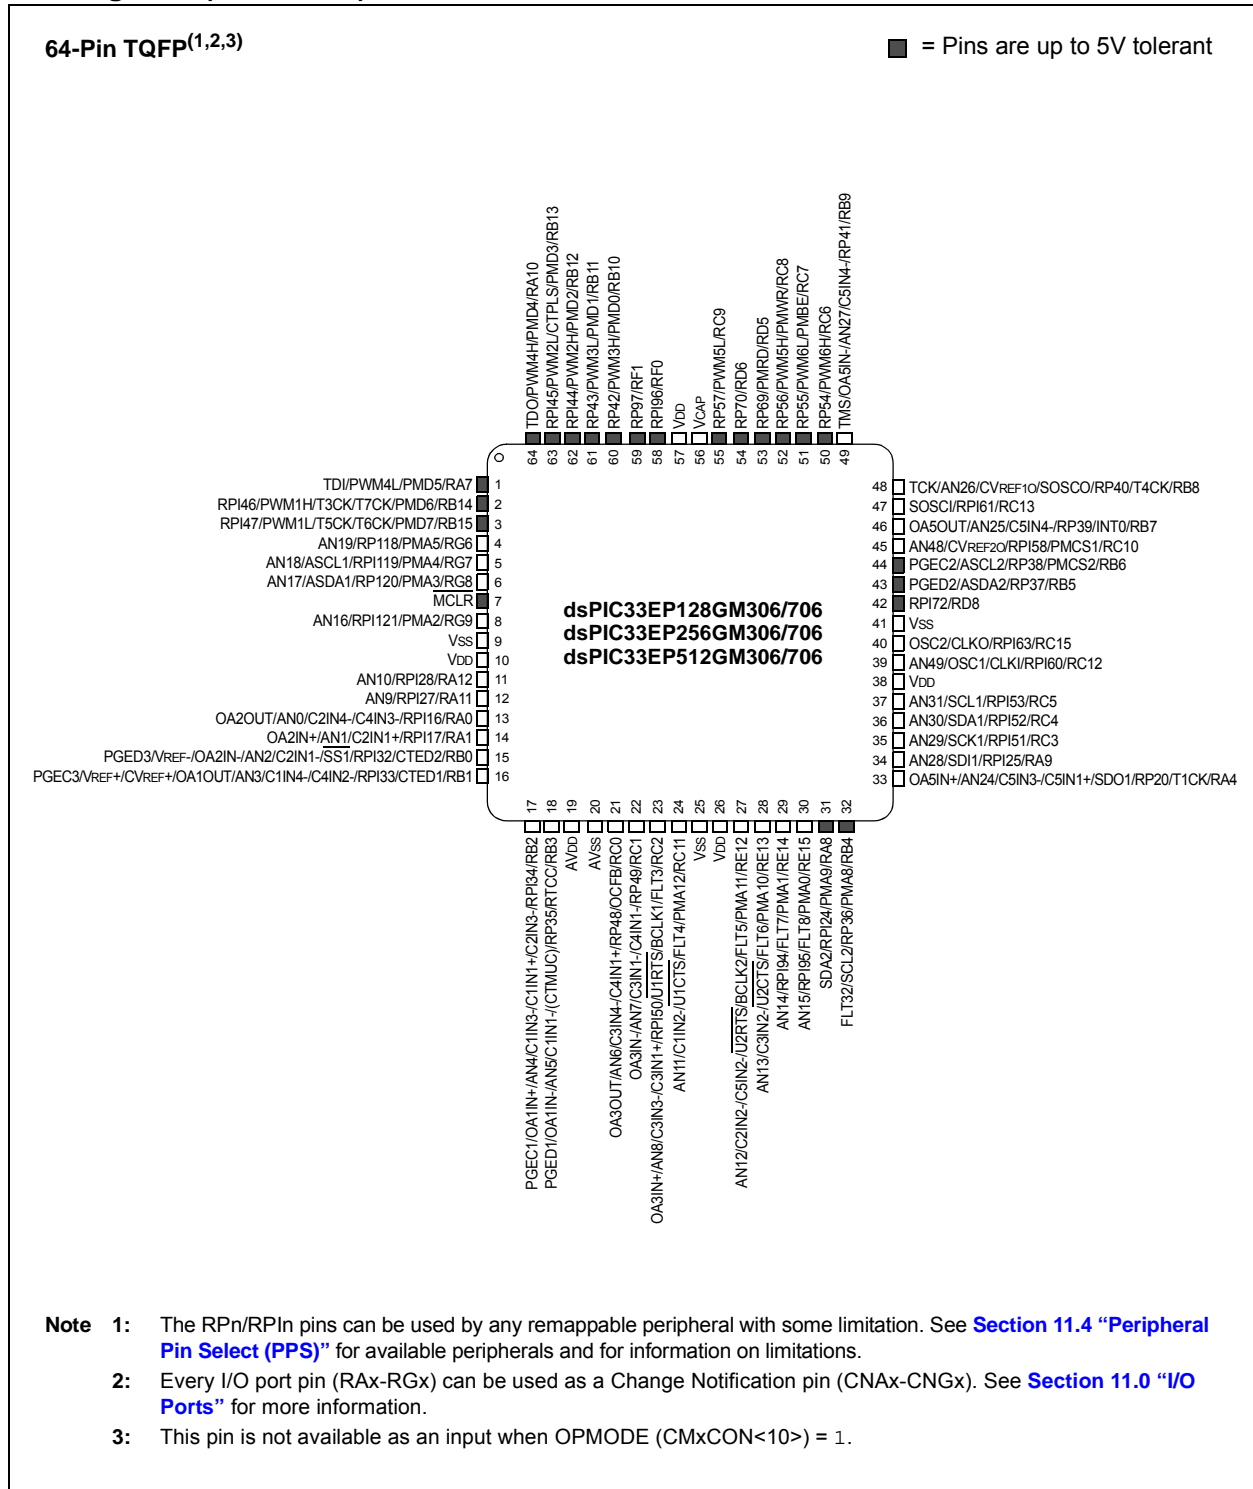 64-Pin TQFP(1,2,3)
= Pins are up to 5V tolerant
TDO/PWM4H/PMD4/RA10
RPI45/PWM2L/CTPLS/PMD3/RB13
RPI44/PWM2H/PMD2/RB12
RP43/PWM3L/PMD1/RB11
RP42/PWM3H/PMD0/RB10
RP97/RF1
RPI96/RF0
VDD
VCAP
RP57/PWM5L/RC9
RP70/RD6
RP69/PMRD/RD5
RP56/PWM5H/PMWR/RC8
RP55/PWM6L/PMBE/RC7
RP54/PWM6H/RC6
TMS/OA5IN-/AN27/C5IN4-/RP41/RB9
64 63 62 61 60 59 58 57 56 55 54 53 52 51 50 49
TDI/PWM4L/PMD5/RA7 1
RPI46/PWM1H/T3CK/T7CK/PMD6/RB14 2
RPI47/PWM1L/T5CK/T6CK/PMD7/RB15 3
AN19/RP118/PMA5/RG6 4
AN18/ASCL1/RPI119/PMA4/RG7 5
AN17/ASDA1/RP120/PMA3/RG8 6
MCLR 7
AN16/RPI121/PMA2/RG9 8
VSS 9
VDD 10
AN10/RPI28/RA12 11
AN9/RPI27/RA11 12
OA2OUT/AN0/C2IN4-/C4IN3-/RPI16/RA0 13
OA2IN+/AN1/C2IN1+/RPI17/RA1 14
PGED3/VREF-/OA2IN-/AN2/C2IN1-/SS1/RPI32/CTED2/RB0 15
PGEC3/VREF+/CVREF+/OA1OUT/AN3/C1IN4-/C4IN2-/RPI33/CTED1/RB1 16
dsPIC33EP128GM306/706
dsPIC33EP256GM306/706
dsPIC33EP512GM306/706
48 TCK/AN26/CVREF1O/SOSCO/RP40/T4CK/RB8
47 SOSCI/RPI61/RC13
46 OA5OUT/AN25/C5IN4-/RP39/INT0/RB7
45 AN48/CVREF2O/RPI58/PMCS1/RC10
44 PGEC2/ASCL2/RP38/PMCS2/RB6
43 PGED2/ASDA2/RP37/RB5
42 RPI72/RD8
41 VSS
40 OSC2/CLKO/RPI63/RC15
39 AN49/OSC1/CLKI/RPI60/RC12
38 VDD
37 AN31/SCL1/RPI53/RC5
36 AN30/SDA1/RPI52/RC4
35 AN29/SCK1/RPI51/RC3
34 AN28/SDI1/RPI25/RA9
33 OA5IN+/AN24/C5IN3-/C5IN1+/SDO1/RP20/T1CK/RA4
17 18 19 20 21 22 23 24 25 26 27 28 29 30 31 32
PGEC1/OA1IN+/AN4/C1IN3-/C1IN1+/C2IN3-/RPI34/RB2
PGED1/OA1IN-/AN5/C1IN1-/(CTMUC)/RP35/RTCC/RB3
AVDD
AVSS
OA3OUT/AN6/C3IN4-/C4IN1+/RP48/OCFB/RC0
OA3IN-/AN7/C3IN1-/C4IN1-/RP49/RC1
OA3IN+/AN8/C3IN3-/C3IN1+/RPI50/U1RTS/BCLK1/FLT3/RC2
AN11/C1IN2-/U1CTS/FLT4/PMA12/RC11
VSS
VDD
AN12/C2IN2-/C5IN2-/U2RTS/BCLK2/FLT5/PMA11/RE12
AN13/C3IN2-/U2CTS/FLT6/PMA10/RE13
AN14/RPI94/FLT7/PMA1/RE14
AN15/RPI95/FLT8/PMA0/RE15
SDA2/RPI24/PMA9/RA8
FLT32/SCL2/RP36/PMA8/RB4
Note 1: The RPn/RPIn pins can be used by any remappable peripheral with some limitation. See Section 11.4 “Peripheral
Pin Select (PPS)” for available peripherals and for information on limitations.
2: Every I/O port pin (RAx-RGx) can be used as a Change Notification pin (CNAx-CNGx). See Section 11.0 “I/O
Ports” for more information.
3: This pin is not available as an input when OPMODE (CMxCON<10>) = 1.